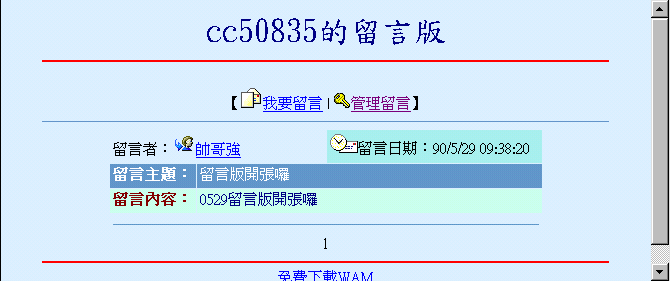 cc50835的留言版
【我要留言 | 管理留言】
留言者：帥哥強 留言日期：90/5/29 09:38:20
留言主題： 留言版開張囉
留言內容： 0529留言版開張囉
1
免費下載WAM